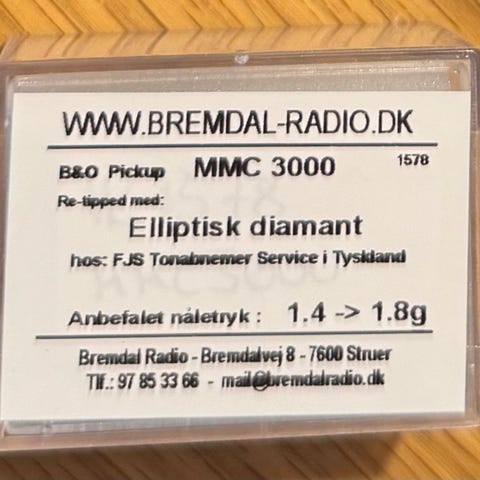 WWW.BREMDAL-RADIO.DK
B&O Pickup MMC 3000 1578
Re-tipped med:
Elliptisk diamant
hos: FJS Tonabnemer Service i Tyskland
Anbefalet nåletryk : 1.4 -> 1.8g
Bremdal Radio - Bremdalvej 8 - 7600 Struer
Tlf.: 97 85 33 66 - mail@bremdalradio.dk